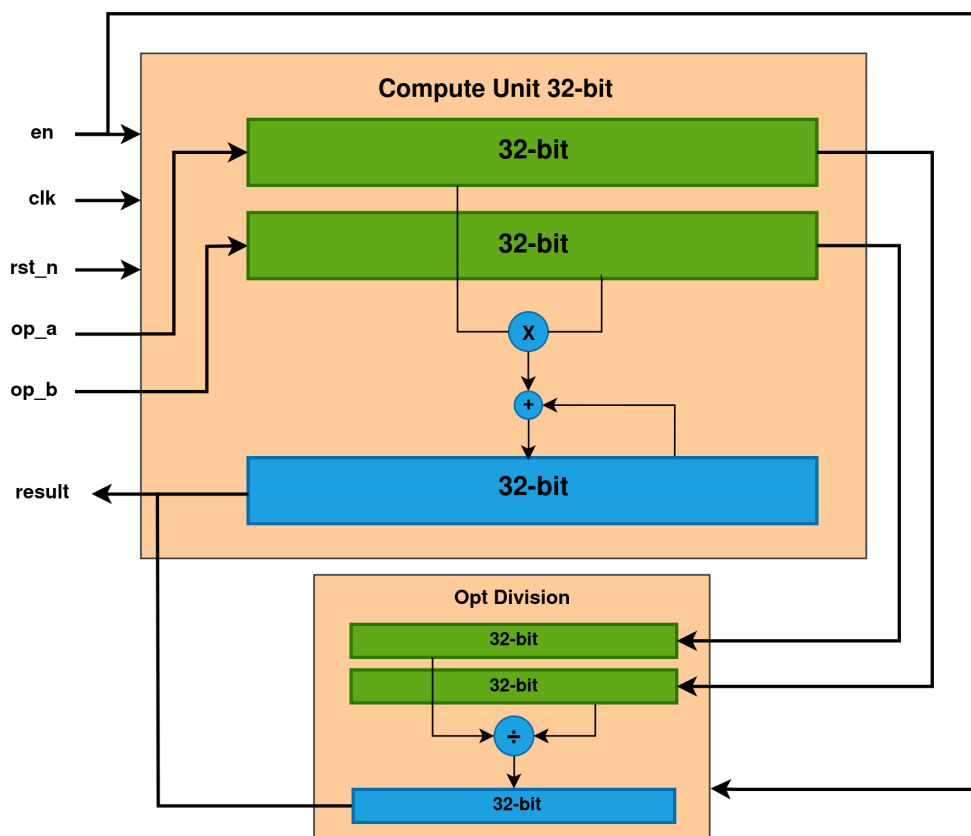 Compute Unit 32-bit
en
32-bit
clk
32-bit
rst_n
op_a
X
op_b
+
32-bit
result
Opt Division
32-bit
32-bit
÷
32-bit